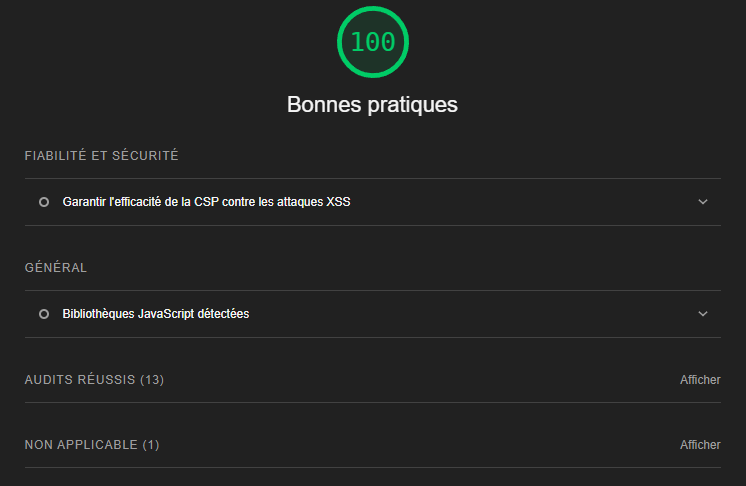 100
Bonnes pratiques
FIABILITÉ ET SÉCURITÉ
Garantir l'efficacité de la CSP contre les attaques XSS
GÉNÉRAL
Bibliothèques JavaScript détectées
AUDITS RÉUSSIS (13) Afficher
NON APPLICABLE (1) Afficher